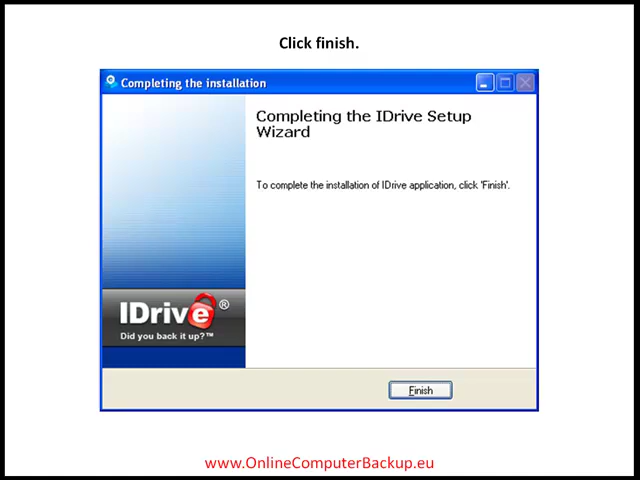 Click finish.
Completing the installation
Completing the IDrive Setup
Wizard
To complete the installation of IDrive application, click 'Finish'.
IDrive®
Did you back it up?™
Finish
www.OnlineComputerBackup.eu